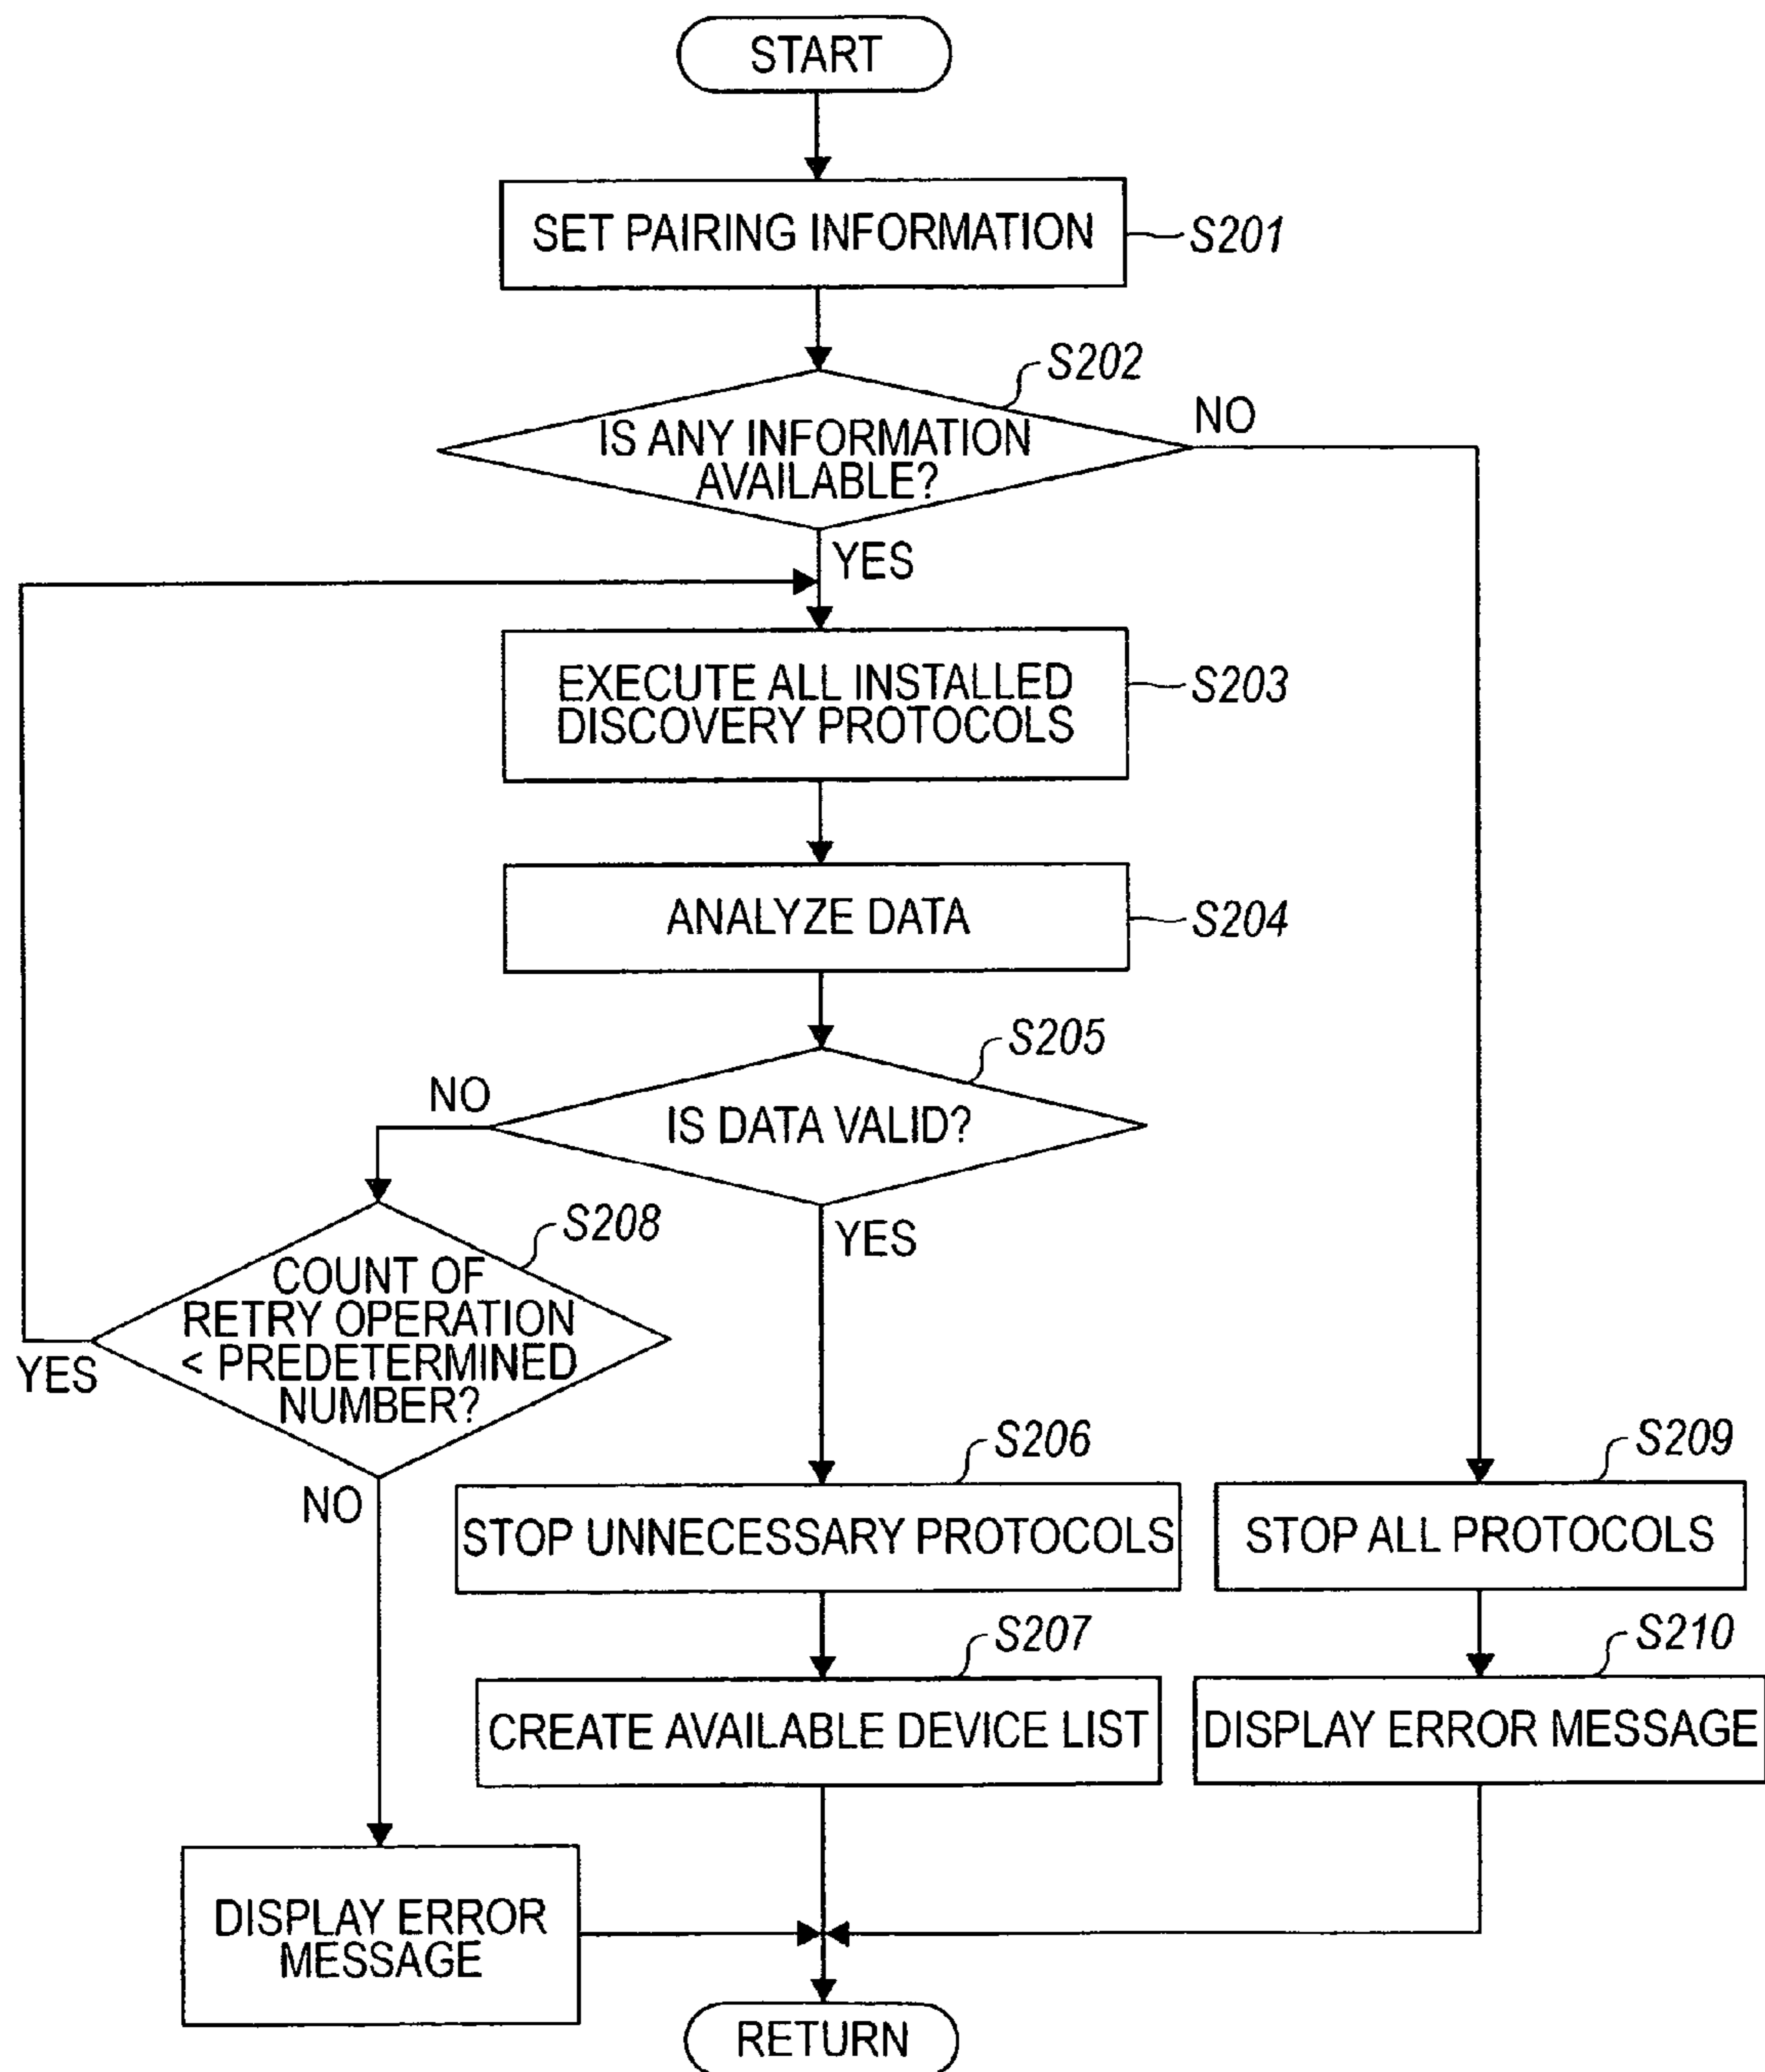 START
SET PAIRING INFORMATION
S201
S202
IS ANY INFORMATION
AVAILABLE?
NO
YES
EXECUTE ALL INSTALLED
DISCOVERY PROTOCOLS
S203
ANALYZE DATA
S204
S205
NO
IS DATA VALID?
YES
S208
COUNT OF
RETRY OPERATION
< PREDETERMINED
NUMBER?
YES
NO
S206
STOP UNNECESSARY PROTOCOLS
S209
STOP ALL PROTOCOLS
S207
CREATE AVAILABLE DEVICE LIST
S210
DISPLAY ERROR MESSAGE
DISPLAY ERROR
MESSAGE
RETURN